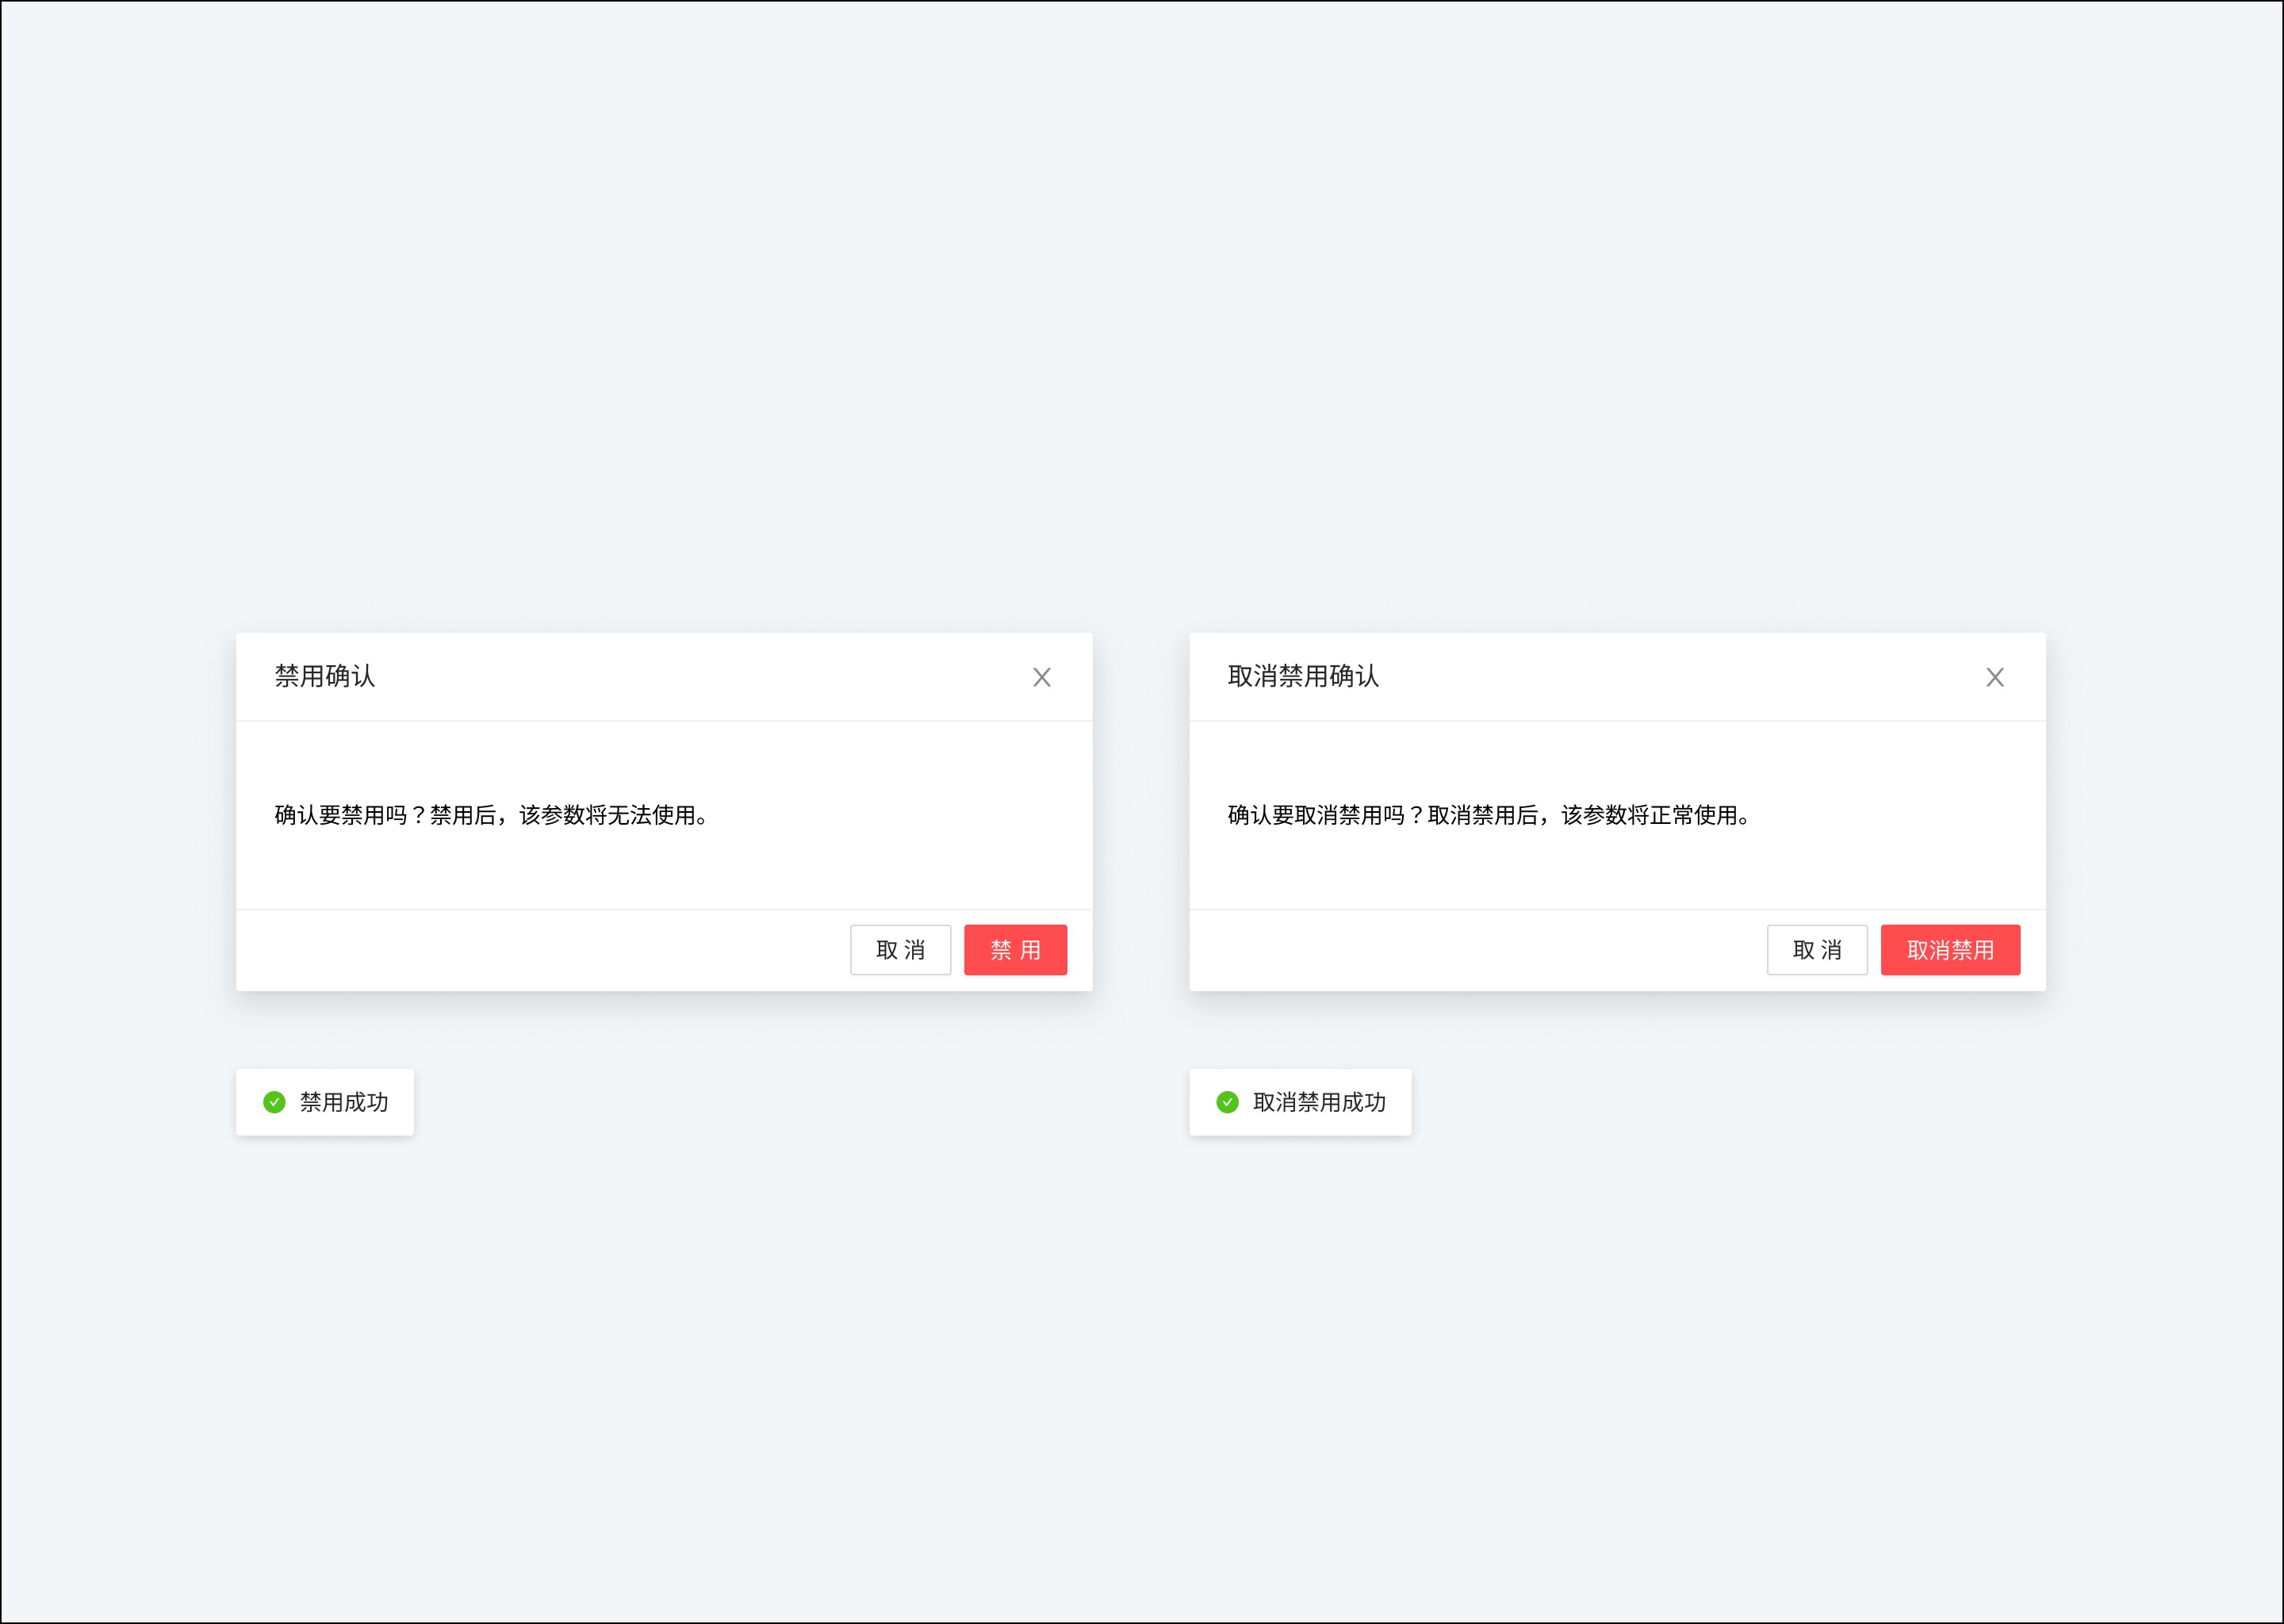 禁用确认
确认要禁用吗？禁用后，该参数将无法使用。
取 消
禁 用
禁用成功
取消禁用确认
确认要取消禁用吗？取消禁用后，该参数将正常使用。
取 消
取消禁用
取消禁用成功